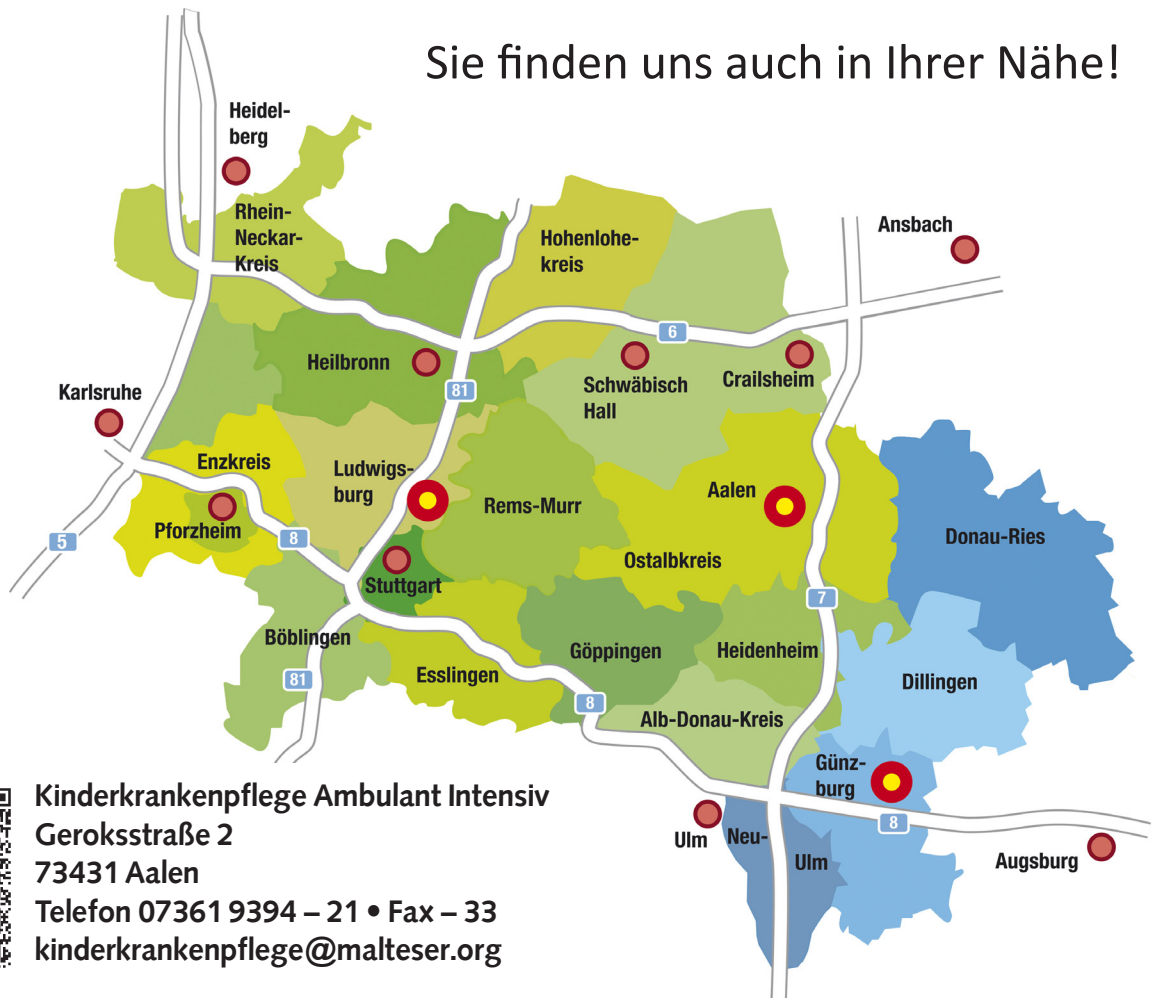 Sie finden uns auch in Ihrer Nähe!
Heidel-
berg
Rhein-
Neckar-
Kreis
Hohenlohe-
kreis
Ansbach
6
Heilbronn
Schwäbisch
Hall
Crailsheim
81
Karlsruhe
Enzkreis
Ludwigs-
burg
Rems-Murr
Aalen
Pforzheim
8
5
Ostalbkreis
Donau-Ries
Stuttgart
7
Böblingen
Göppingen
Heidenheim
81
Esslingen
Dillingen
8
Alb-Donau-Kreis
Günz-
burg
8
Ulm
Neu-
Ulm
Augsburg
Kinderkrankenpflege Ambulant Intensiv
Geroksstraße 2
73431 Aalen
Telefon 07361 9394 – 21 • Fax – 33
kinderkrankenpflege@malteser.org